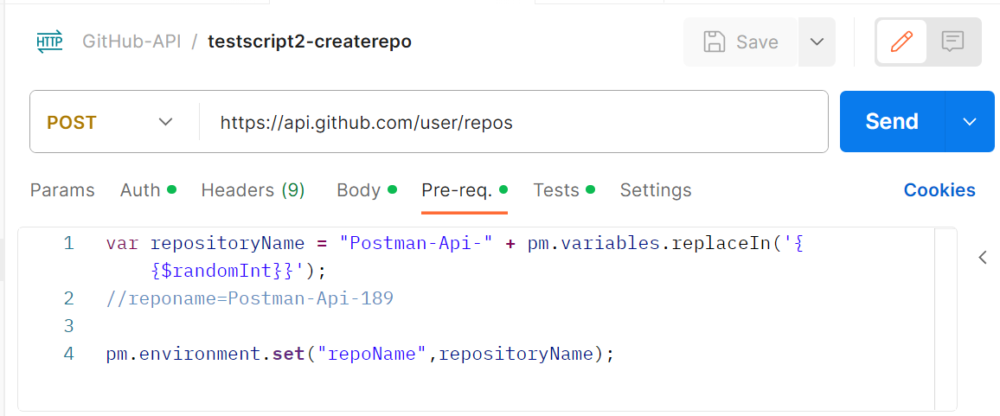 HTTP GitHub-API / testscript2-createrepo Save
POST https://api.github.com/user/repos Send
Params Auth Headers (9) Body Pre-req. Tests Settings Cookies
1 var repositoryName = "Postman-Api-" + pm.variables.replaceIn('{
{$randomInt}}');
2 //reponame=Postman-Api-189
3
4 pm.environment.set("repoName",repositoryName);